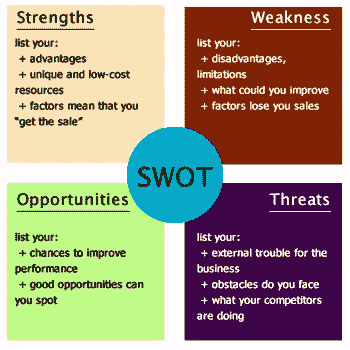 Strengths
list your:
+ advantages
+ unique and low-cost
resources
+ factors mean that you
"get the sale"
Weakness
list your:
+ disadvantages,
limitations
+ what could you improve
+ factors lose you sales
SWOT
Opportunities
list your:
+ chances to improve
performance
+ good opportunities can
you spot
Threats
list your:
+ external trouble for the
business
+ obstacles do you face
+ what your competitors
are doing